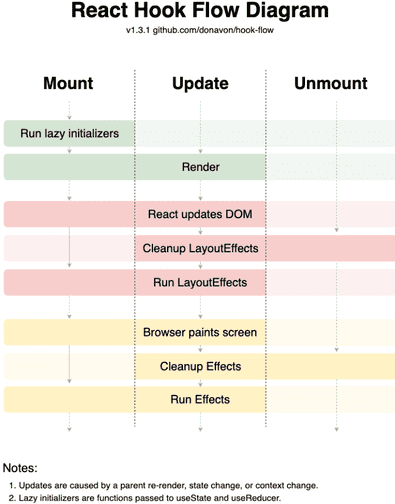 React Hook Flow Diagram
v1.3.1 github.com/donavon/hook-flow
Mount Update Unmount
Run lazy initializers
Render
React updates DOM
Cleanup LayoutEffects
Run LayoutEffects
Browser paints screen
Cleanup Effects
Run Effects
Notes:
1. Updates are caused by a parent re-render, state change, or context change.
2. Lazy initializers are functions passed to useState and useReducer.